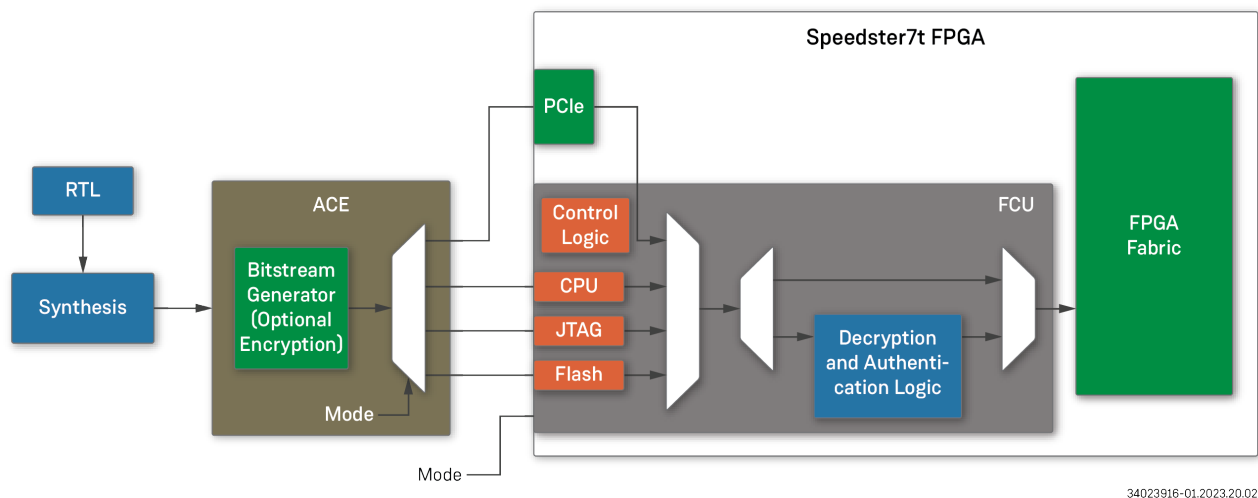 Speedster7t FPGA
PCIe
RTL
ACE
Control
Logic
FCU
FPGA
Fabric
Bitstream
Generator
(Optional
Encryption)
CPU
Synthesis
JTAG
Decryption
and Authenti-
cation Logic
Flash
Mode
Mode
34023916-01.2023.20.02